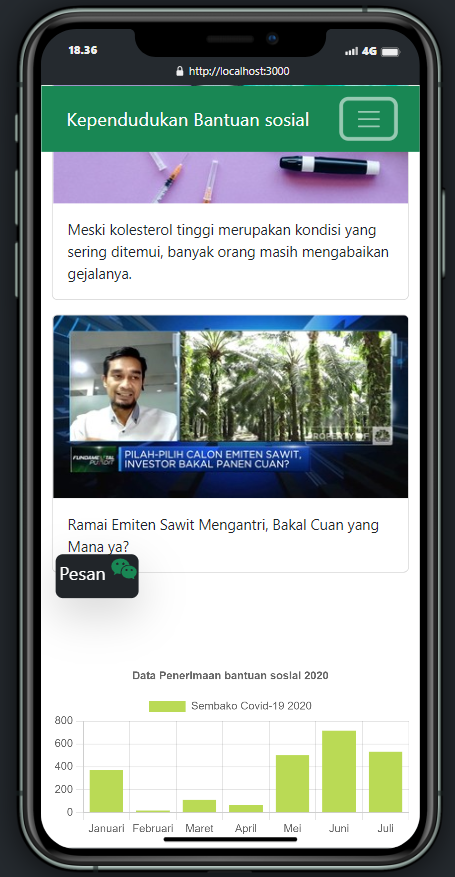 18.36
4G
http://localhost:3000
Kependudukan Bantuan sosial
Meski kolesterol tinggi merupakan kondisi yang
sering ditemui, banyak orang masih mengabaikan
gejalanya.
PROPERTY OF
FUNDAMENTAL
PUNDIT
PILAH-PILIH CALON EMITEN SAWIT,
INVESTOR BAKAL PANEN CUAN?
Ramai Emiten Sawit Mengantri, Bakal Cuan yang
Mana ya?
Pesan
Data Penerimaan bantuan sosial 2020
Sembako Covid-19 2020
800
600
400
200
0
Januari Februari Maret April Mei Juni Juli